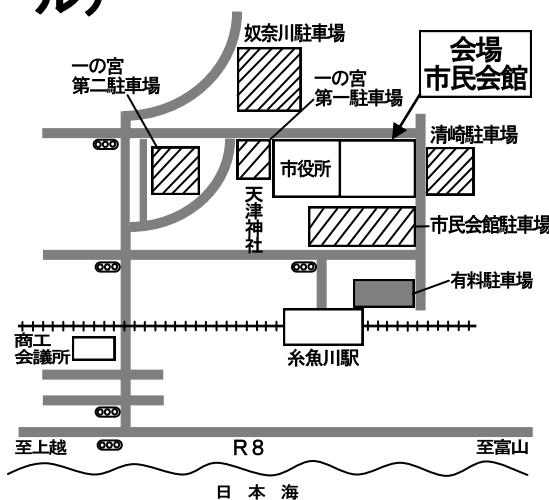 奴奈川駐車場
会場
市民会館
一の宮
第二駐車場
一の宮
第一駐車場
清崎駐車場
市役所
天津神社
市民会館駐車場
有料駐車場
商工
会議所
糸魚川駅
至上越
R8
至富山
日本海